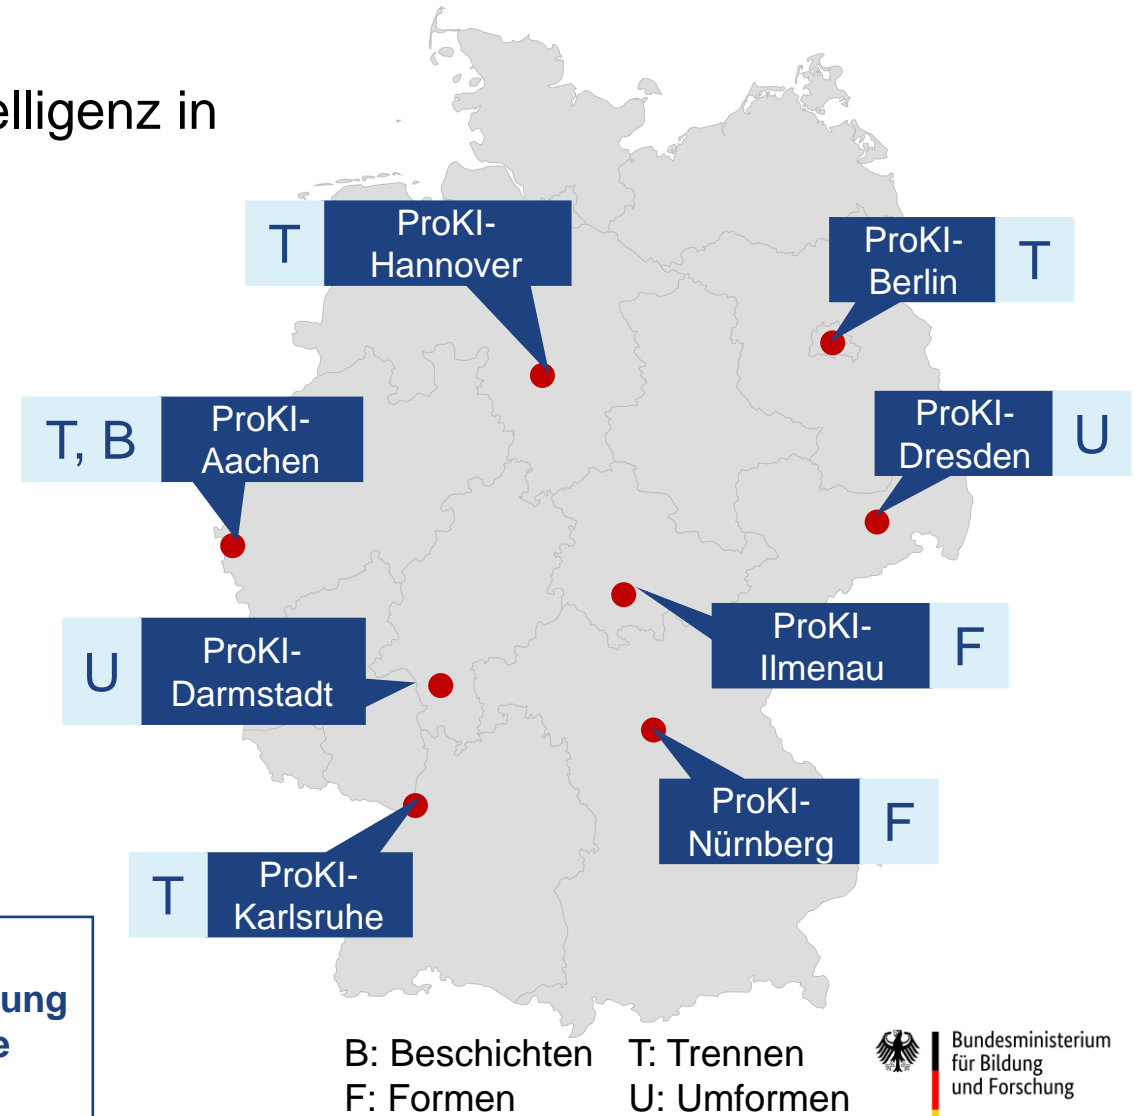 elligenz in
T
ProKI-
Hannover
ProKI-
Berlin
T
T, B
ProKI-
Aachen
ProKI-
Dresden
U
U
ProKI-
Darmstadt
ProKI-
Ilmenau
F
ProKI-
Nürnberg
F
T
ProKI-
Karlsruhe
ung
e
B: Beschichten T: Trennen
F: Formen U: Umformen
Bundesministerium
für Bildung
und Forschung